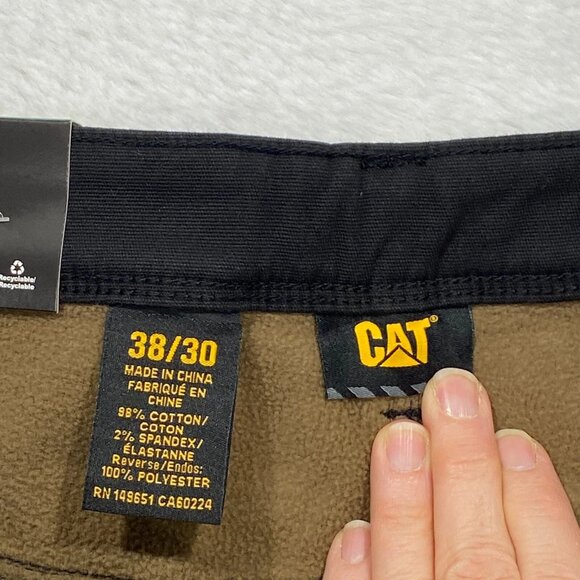 Recyclable/
Recyclable
38/30
MADE IN CHINA
FABRIQUÉ EN
CHINE
98% COTTON/
COTON
2% SPANDEX/
ÉLASTANNE
Reverse/Endos:
100% POLYESTER
RN 149651 CA60224
CAT®